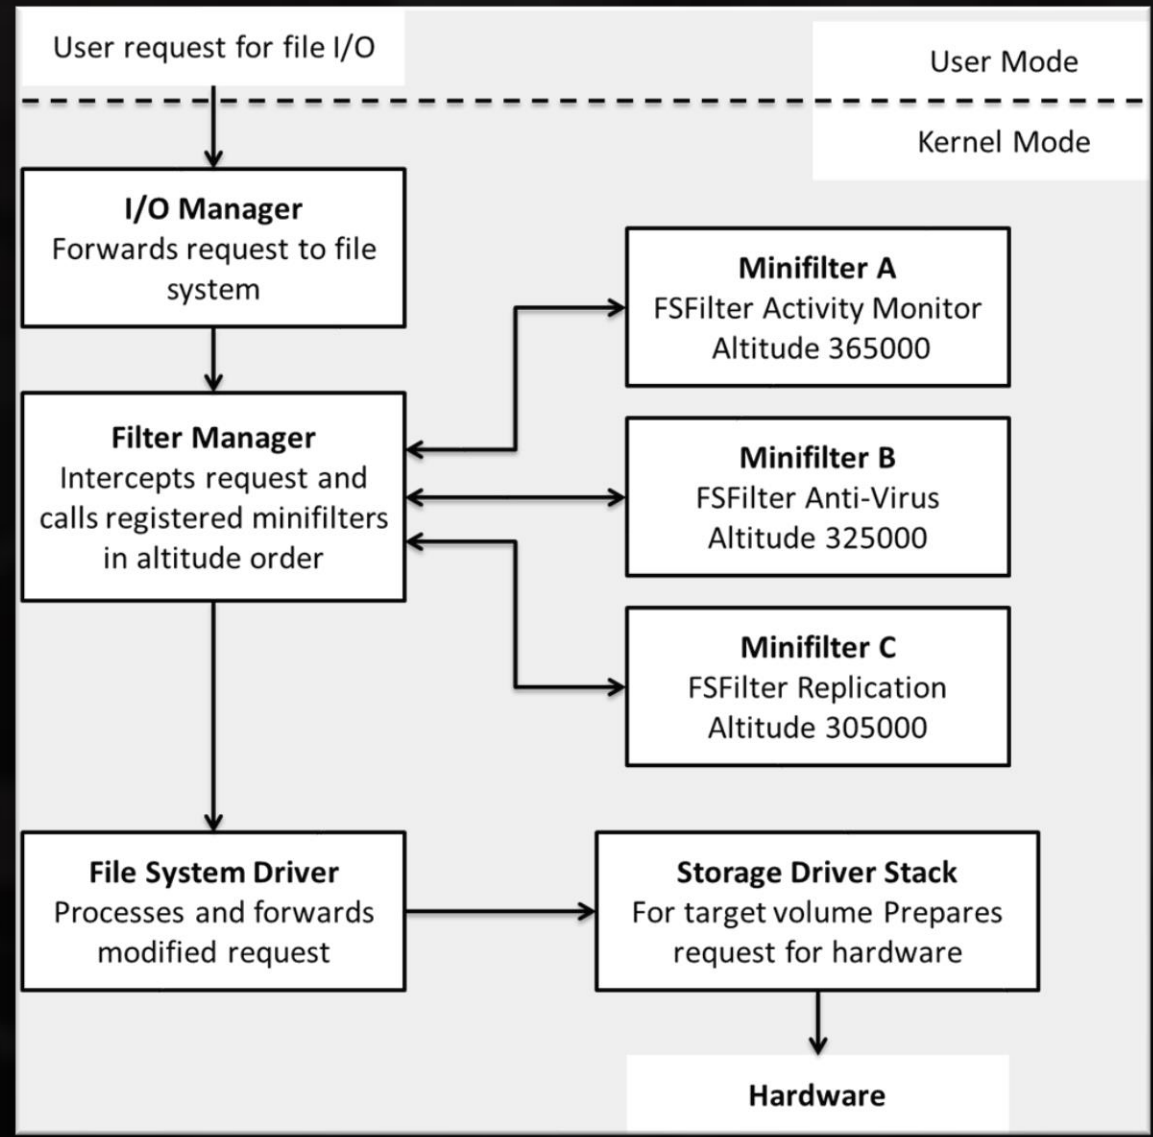 User request for file I/O
User Mode
Kernel Mode
I/O Manager
Forwards request to file
system
Minifilter A
FSFilter Activity Monitor
Altitude 365000
Filter Manager
Intercepts request and
calls registered minifilters
in altitude order
Minifilter B
FSFilter Anti-Virus
Altitude 325000
Minifilter C
FSFilter Replication
Altitude 305000
File System Driver
Processes and forwards
modified request
Storage Driver Stack
For target volume Prepares
request for hardware
Hardware